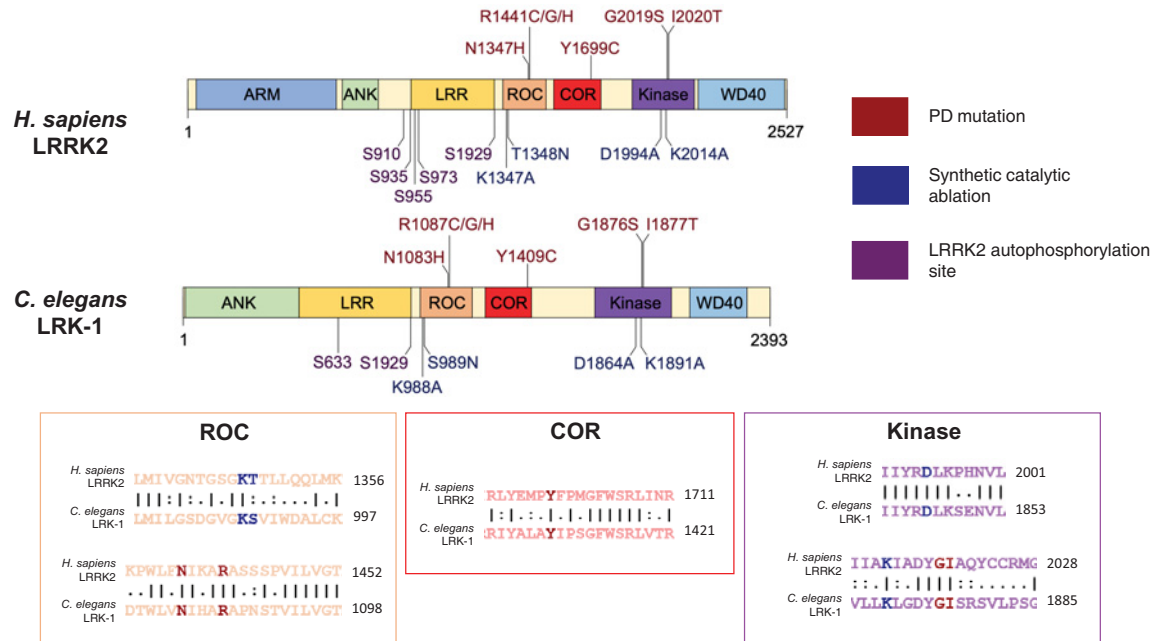 R1441C/G/H
G2019S I2020T
N1347H
Y1699C
ARM
ANK
LRR
ROC
COR
Kinase
WD40
H. sapiens
LRRK2
1
2527
S910
S1929
T1348N
D1994A
K2014A
S935
S973
K1347A
S955
PD mutation
Synthetic catalytic
ablation
LRRK2 autophosphorylation
site
R1087C/G/H
G1876S I1877T
N1083H
Y1409C
C. elegans
LRK-1
ANK
LRR
ROC
COR
Kinase
WD40
1
2393
S633
S1929
S989N
D1864A
K1891A
K988A
ROC
H. sapiens
LRRK2
LMIVGNTGSGKTTLLQQLMK 1356
|||:|:.|.||:.......|.|
C. elegans
LRK-1
LMILGSDGVGKSVIWDALCK 997
H. sapiens
LRRK2
KPWLFNIKARASSSPVILVGT 1452
C. elegans
LRK-1
DTWLVNIHARAPNSTVILVGT 1098
COR
H. sapiens
LRRK2
RLYEMPYFPMGFWSRLINR 1711
C. elegans
LRK-1
RIYALAYIPSGFWSRLVTR 1421
Kinase
H. sapiens
LRRK2
IIYRDLKPHNVL 2001
|||||||..|||
C. elegans
LRK-1
IIYRDLKSENVL 1853
H. sapiens
LRRK2
IIAKIADYGIAQYCCRMG 2028
C. elegans
LRK-1
VLLKLGDYGISRSVLPSG 1885